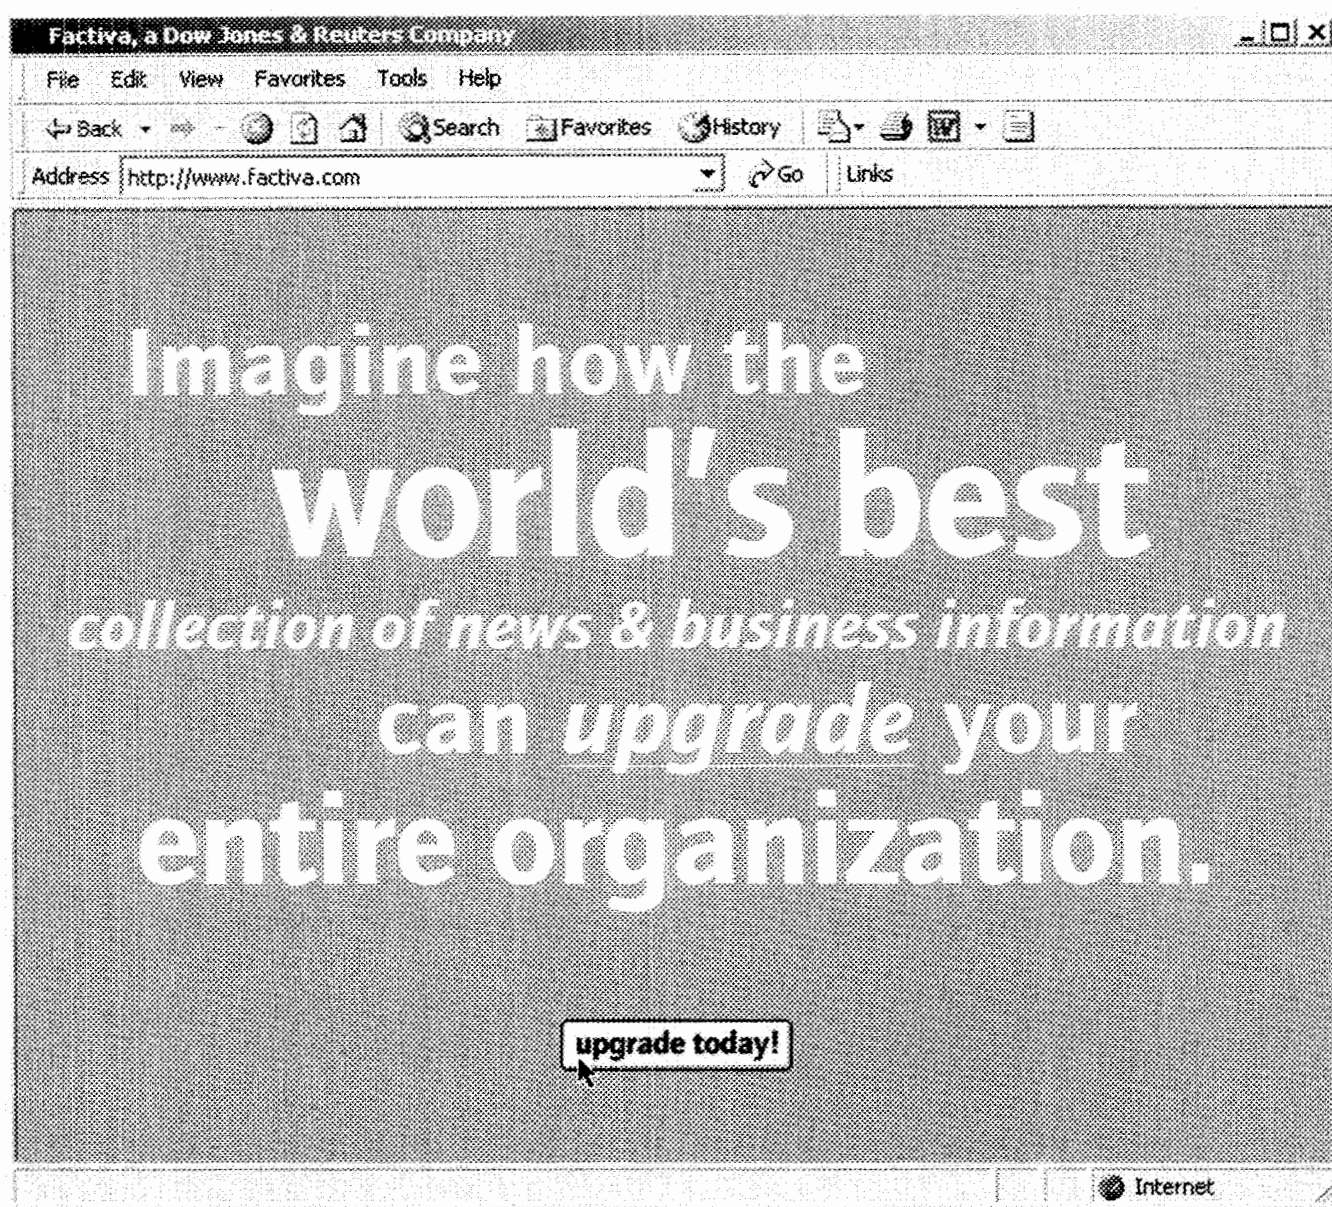 Factiva, a Dow Jones & Reuters Company
File Edit View Favorites Tools Help
Back Search Favorites History
Address http://www.factiva.com Go Links
Imagine how the
world's best
collection of news & business information
can upgrade your
entire organization.
upgrade today!
Internet